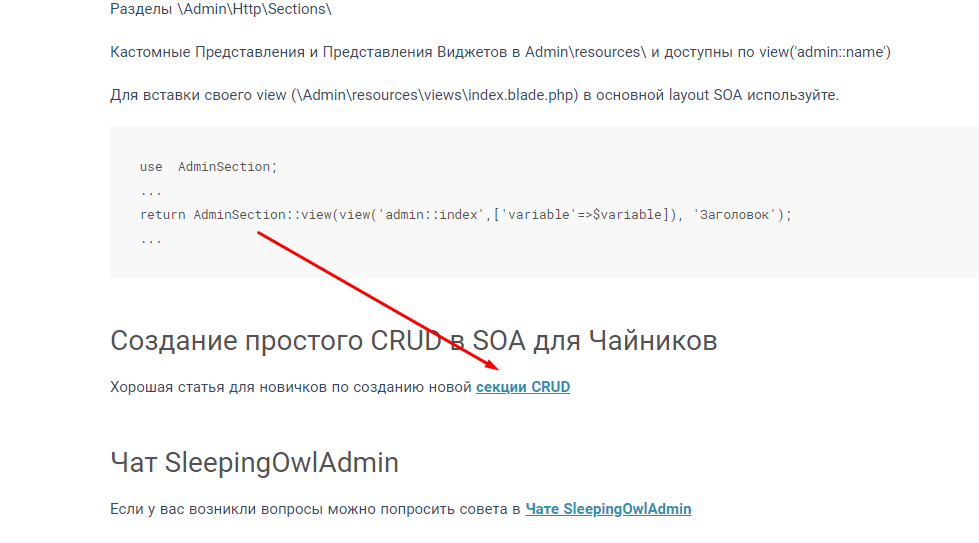 Разделы \Admin\Http\Sections\
Кастомные Представления и Представления Виджетов в Admin\resources\ и доступны по view('admin::name')
Для вставки своего view (\Admin\resources\views\index.blade.php) в основной layout SOA используйте.
use  AdminSection;
...
return AdminSection::view(view('admin::index',['variable'=>$variable]), 'Заголовок');
...
Создание простого CRUD в SOA для Чайников
Хорошая статья для новичков по созданию новой секции CRUD
Чат SleepingOwlAdmin
Если у вас возникли вопросы можно попросить совета в Чате SleepingOwlAdmin